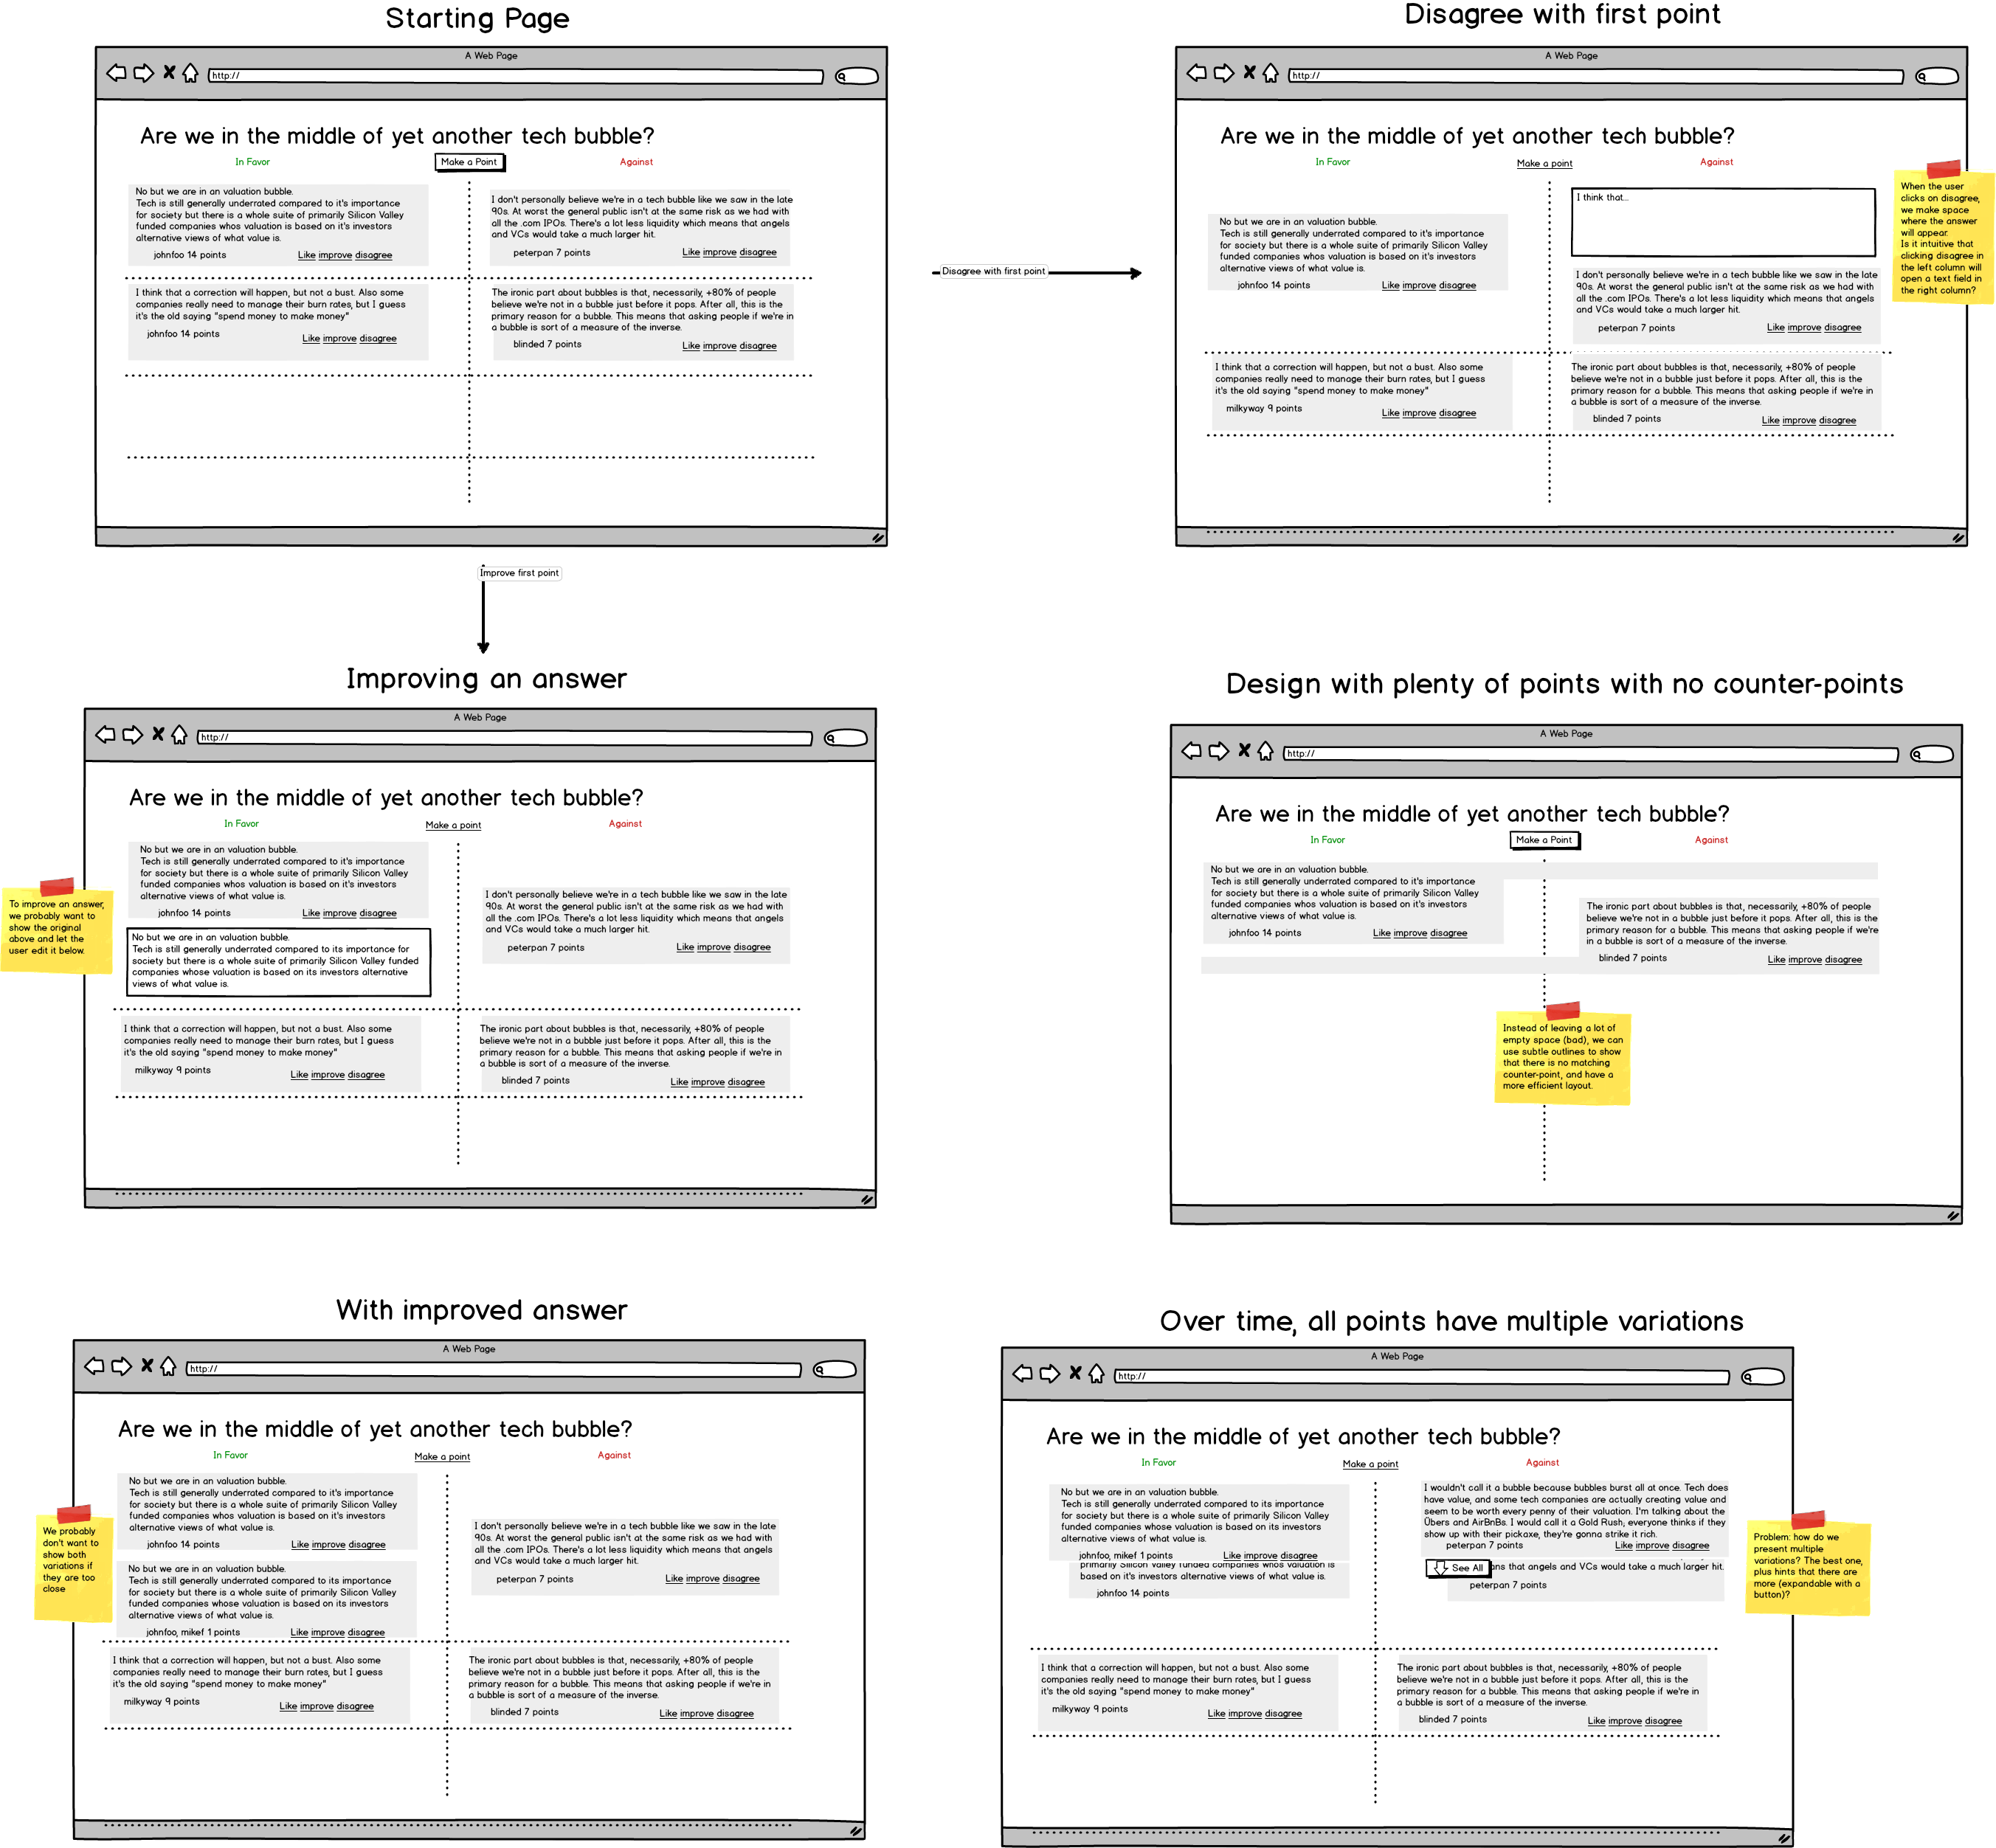 Starting Page
A Web Page
http://
Are we in the middle of yet another tech bubble?
In Favor
Make a Point
Against
No but we are in an valuation bubble.
Tech is still generally underrated compared to it's importance
for society but there is a whole suite of primarily Silicon Valley
funded companies whos valuation is based on it's investors
alternative views of what value is.
johnfoo 14 points
Like improve disagree
I don't personally believe we're in a tech bubble like we saw in the late
90s. At worst the general public isn't at the same risk as we had with
all the .com IPOs. There's a lot less liquidity which means that angels
and VCs would take a much larger hit.
peterpan 7 points
Like improve disagree
I think that a correction will happen, but not a bust. Also some
companies really need to manage their burn rates, but I guess
it's the old saying "spend money to make money"
johnfoo 14 points
Like improve disagree
The ironic part about bubbles is that, necessarily, +80% of people
believe we're not in a bubble just before it pops. After all, this is the
primary reason for a bubble. This means that asking people if we're in
a bubble is sort of a measure of the inverse.
blinded 7 points
Like improve disagree
Disagree with first point
Disagree with first point
A Web Page
http://
Are we in the middle of yet another tech bubble?
In Favor
Make a point
Against
I think that...
No but we are in an valuation bubble.
Tech is still generally underrated compared to it's importance
for society but there is a whole suite of primarily Silicon Valley
funded companies whos valuation is based on it's investors
alternative views of what value is.
johnfoo 14 points
Like improve disagree
I don't personally believe we're in a tech bubble like we saw in the late
90s. At worst the general public isn't at the same risk as we had with
all the .com IPOs. There's a lot less liquidity which means that angels
and VCs would take a much larger hit.
peterpan 7 points
Like improve disagree
I think that a correction will happen, but not a bust. Also some
companies really need to manage their burn rates, but I guess
it's the old saying "spend money to make money"
milkyway 9 points
Like improve disagree
The ironic part about bubbles is that, necessarily, +80% of people
believe we're not in a bubble just before it pops. After all, this is the
primary reason for a bubble. This means that asking people if we're in
a bubble is sort of a measure of the inverse.
blinded 7 points
Like improve disagree
When the user
clicks on disagree,
we make space
where the answer
will appear.
Is it intuitive that
clicking disagree in
the left column will
open a text field in
the right column?
Improve first point
Improving an answer
A Web Page
http://
Are we in the middle of yet another tech bubble?
In Favor
Make a point
Against
No but we are in an valuation bubble.
Tech is still generally underrated compared to it's importance
for society but there is a whole suite of primarily Silicon Valley
funded companies whos valuation is based on it's investors
alternative views of what value is.
johnfoo 14 points
Like improve disagree
To improve an answer,
we probably want to
show the original
above and let the
user edit it below.
No but we are in an valuation bubble.
Tech is still generally underrated compared to its importance for
society but there is a whole suite of primarily Silicon Valley funded
companies whose valuation is based on its investors alternative
views of what value is.
I don't personally believe we're in a tech bubble like we saw in the late
90s. At worst the general public isn't at the same risk as we had with
all the .com IPOs. There's a lot less liquidity which means that angels
and VCs would take a much larger hit.
peterpan 7 points
Like improve disagree
I think that a correction will happen, but not a bust. Also some
companies really need to manage their burn rates, but I guess
it's the old saying "spend money to make money"
milkyway 9 points
Like improve disagree
The ironic part about bubbles is that, necessarily, +80% of people
believe we're not in a bubble just before it pops. After all, this is the
primary reason for a bubble. This means that asking people if we're in
a bubble is sort of a measure of the inverse.
blinded 7 points
Like improve disagree
Design with plenty of points with no counter-points
A Web Page
http://
Are we in the middle of yet another tech bubble?
In Favor
Make a Point
Against
No but we are in an valuation bubble.
Tech is still generally underrated compared to it's importance
for society but there is a whole suite of primarily Silicon Valley
funded companies whos valuation is based on it's investors
alternative views of what value is.
johnfoo 14 points
Like improve disagree
The ironic part about bubbles is that, necessarily, +80% of people
believe we're not in a bubble just before it pops. After all, this is the
primary reason for a bubble. This means that asking people if we're
in a bubble is sort of a measure of the inverse.
blinded 7 points
Like improve disagree
Instead of leaving a lot of
empty space (bad), we can
use subtle outlines to show
that there is no matching
counter-point, and have a
more efficient layout.
With improved answer
A Web Page
http://
Are we in the middle of yet another tech bubble?
In Favor
Make a point
Against
No but we are in an valuation bubble.
Tech is still generally underrated compared to it's importance
for society but there is a whole suite of primarily Silicon Valley
funded companies whos valuation is based on it's investors
alternative views of what value is.
johnfoo 14 points
Like improve disagree
We probably
don't want to
show both
variations if
they are too
close
No but we are in an valuation bubble.
Tech is still generally underrated compared to its importance
for society but there is a whole suite of primarily Silicon Valley
funded companies whose valuation is based on its investors
alternative views of what value is.
johnfoo, mikef 1 points
Like improve disagree
I don't personally believe we're in a tech bubble like we saw in the late
90s. At worst the general public isn't at the same risk as we had with
all the .com IPOs. There's a lot less liquidity which means that angels
and VCs would take a much larger hit.
peterpan 7 points
Like improve disagree
I think that a correction will happen, but not a bust. Also some
companies really need to manage their burn rates, but I guess
it's the old saying "spend money to make money"
milkyway 9 points
Like improve disagree
The ironic part about bubbles is that, necessarily, +80% of people
believe we're not in a bubble just before it pops. After all, this is the
primary reason for a bubble. This means that asking people if we're in
a bubble is sort of a measure of the inverse.
blinded 7 points
Like improve disagree
Over time, all points have multiple variations
A Web Page
http://
Are we in the middle of yet another tech bubble?
In Favor
Make a point
Against
No but we are in an valuation bubble.
Tech is still generally underrated compared to its importance
for society but there is a whole suite of primarily Silicon Valley
funded companies whose valuation is based on its investors
alternative views of what value is.
johnfoo, mikef 1 points
Like improve disagree
primarily Silicon Valley funded companies whos valuation is
based on it's investors alternative views of what value is.
johnfoo 14 points
I wouldn't call it a bubble because bubbles burst all at once. Tech does
have value, and some tech companies are actually creating value and
seem to be worth every penny of their valuation. I'm talking about the
Übers and AirBnBs. I would call it a Gold Rush; everyone thinks if they
show up with their pickaxe, they're gonna strike it rich.
peterpan 7 points
Like improve disagree
See All
ans that angels and VCs would take a much larger hit.
peterpan 7 points
Problem: how do we
present multiple
variations? The best one,
plus hints that there are
more (expandable with a
button)?
I think that a correction will happen, but not a bust. Also some
companies really need to manage their burn rates, but I guess
it's the old saying "spend money to make money"
milkyway 9 points
Like improve disagree
The ironic part about bubbles is that, necessarily, +80% of people
believe we're not in a bubble just before it pops. After all, this is the
primary reason for a bubble. This means that asking people if we're in
a bubble is sort of a measure of the inverse.
blinded 7 points
Like improve disagree